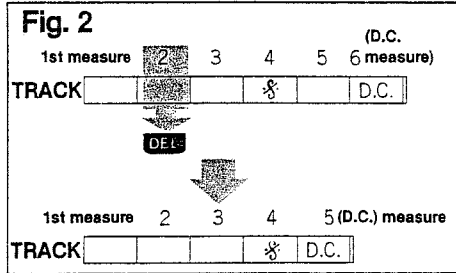 Fig. 2
1st measure 2 3 4 5 6 (D.C. measure)
TRACK 𝄋 D.C.
DEL
1st measure 2 3 4 5 (D.C.) measure
TRACK 𝄋 D.C.